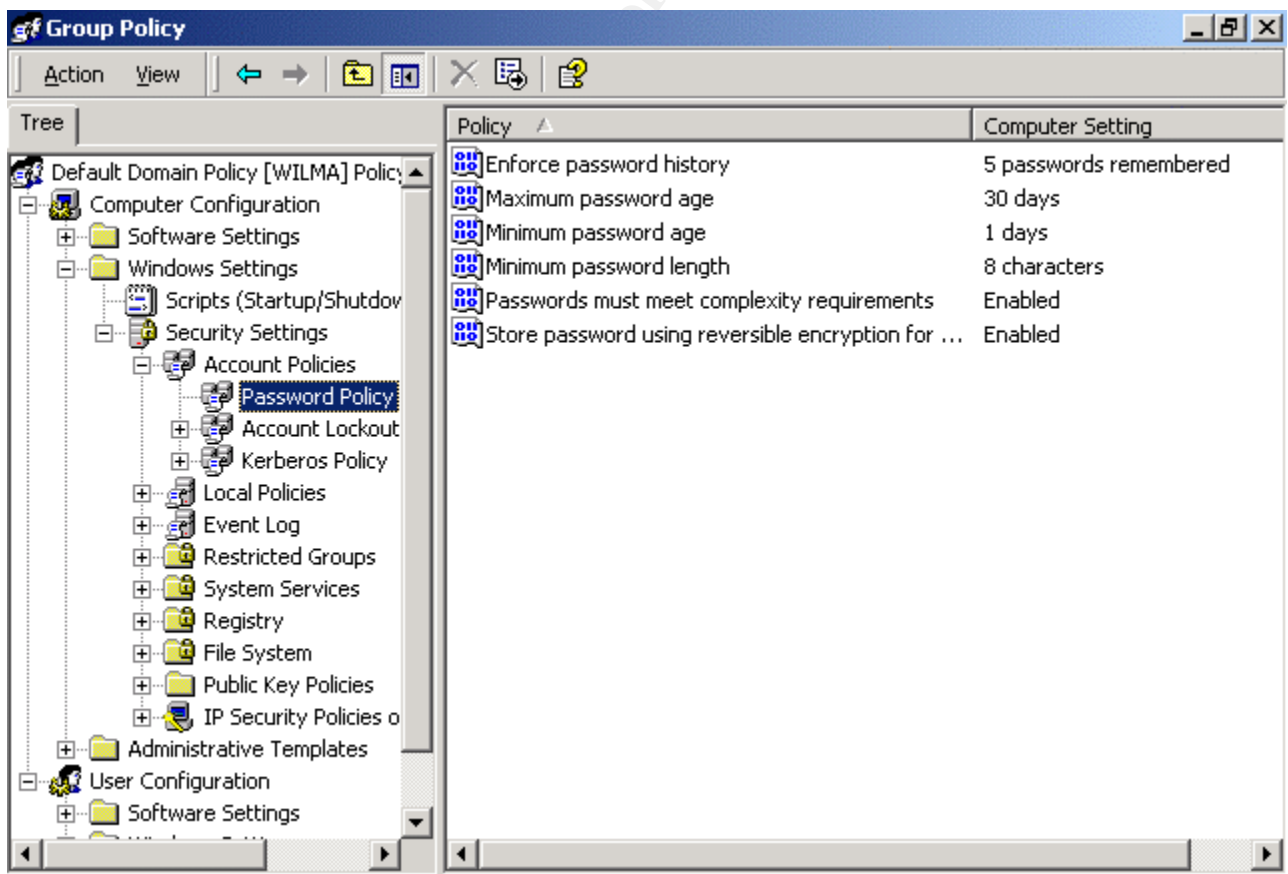 Group Policy
Action View
Tree
Policy Computer Setting
Default Domain Policy [WILMA] Policy
Computer Configuration
Software Settings
Windows Settings
Scripts (Startup/Shutdow
Security Settings
Account Policies
Password Policy
Account Lockout
Kerberos Policy
Local Policies
Event Log
Restricted Groups
System Services
Registry
File System
Public Key Policies
IP Security Policies o
Administrative Templates
User Configuration
Software Settings
Enforce password history 5 passwords remembered
Maximum password age 30 days
Minimum password age 1 days
Minimum password length 8 characters
Passwords must meet complexity requirements Enabled
Store password using reversible encryption for ... Enabled